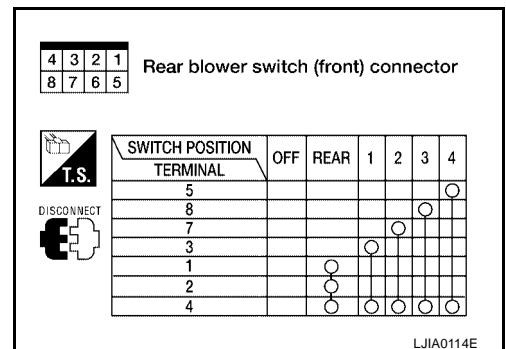 4 3 2 1
8 7 6 5
Rear blower switch (front) connector
T.S.
DISCONNECT
SWITCH POSITION
TERMINAL
OFF REAR 1 2 3 4
5
8
7
3
1
2
4
LJIA0114E